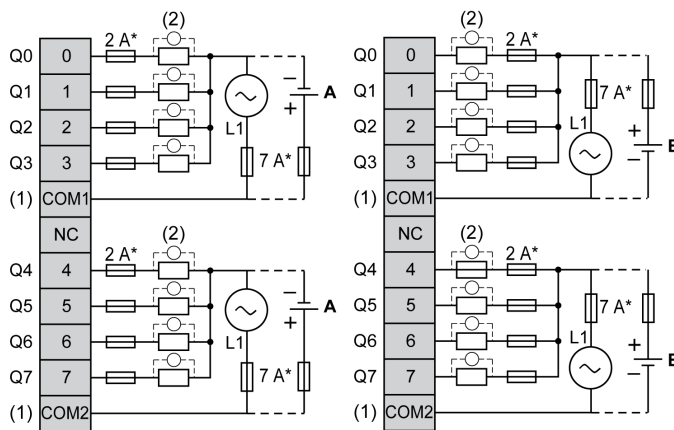 (2)
Q0 0 2 A*
Q1 1
Q2 2
Q3 3
(1) COM1
NC
L1
7 A*
− + A
(2)
Q4 4 2 A*
Q5 5
Q6 6
Q7 7
(1) COM2
L1
7 A*
− + A
(2)
Q0 0 2 A*
Q1 1
Q2 2
Q3 3
(1) COM1
NC
7 A*
L1
+ − B
(2)
Q4 4 2 A*
Q5 5
Q6 6
Q7 7
(1) COM2
7 A*
L1
+ − B